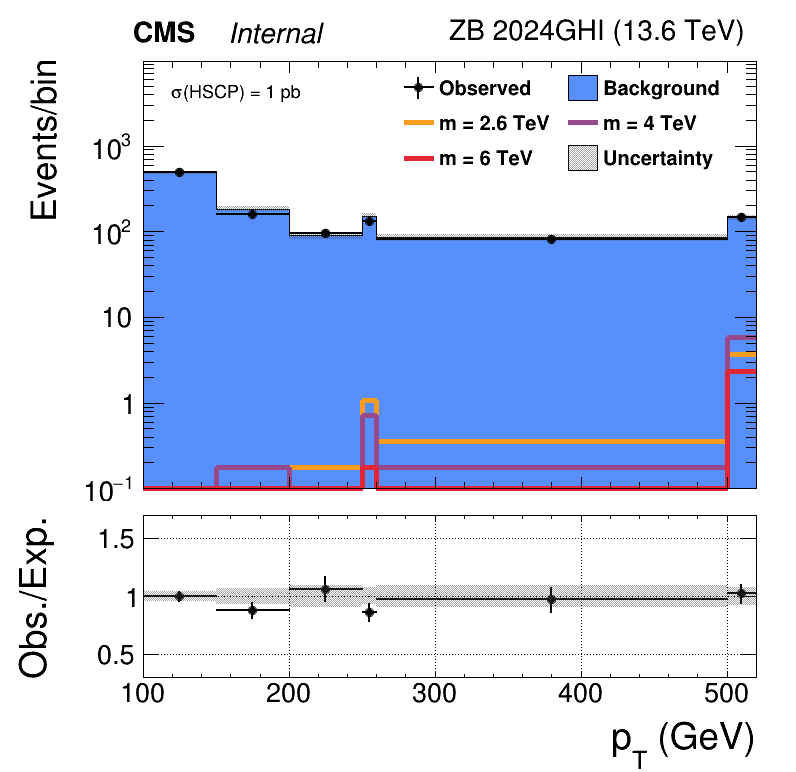 CMS Internal ZB 2024GHI (13.6 TeV)
Events/bin
σ(HSCP) = 1 pb
Observed Background
m = 2.6 TeV m = 4 TeV
m = 6 TeV Uncertainty
10³
10²
10
1
10⁻¹
Obs./Exp.
1.5
1
0.5
100 200 300 400 500
p_T (GeV)